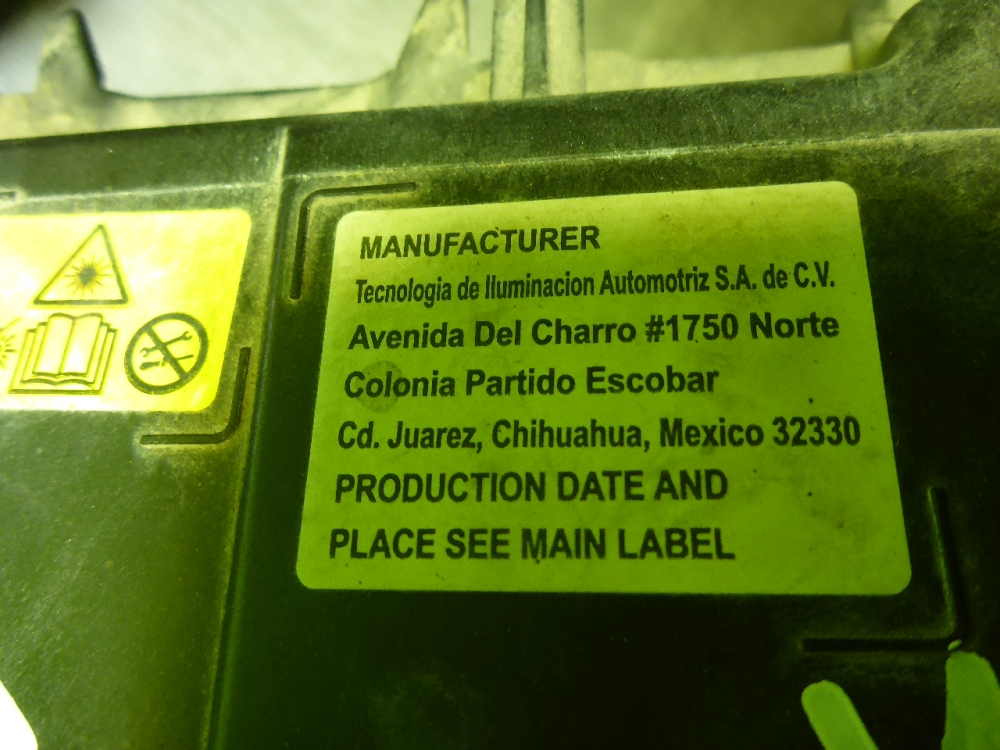 MANUFACTURER
Tecnologia de Iluminacion Automotriz S.A. de C.V.
Avenida Del Charro #1750 Norte
Colonia Partido Escobar
Cd. Juarez, Chihuahua, Mexico 32330
PRODUCTION DATE AND
PLACE SEE MAIN LABEL